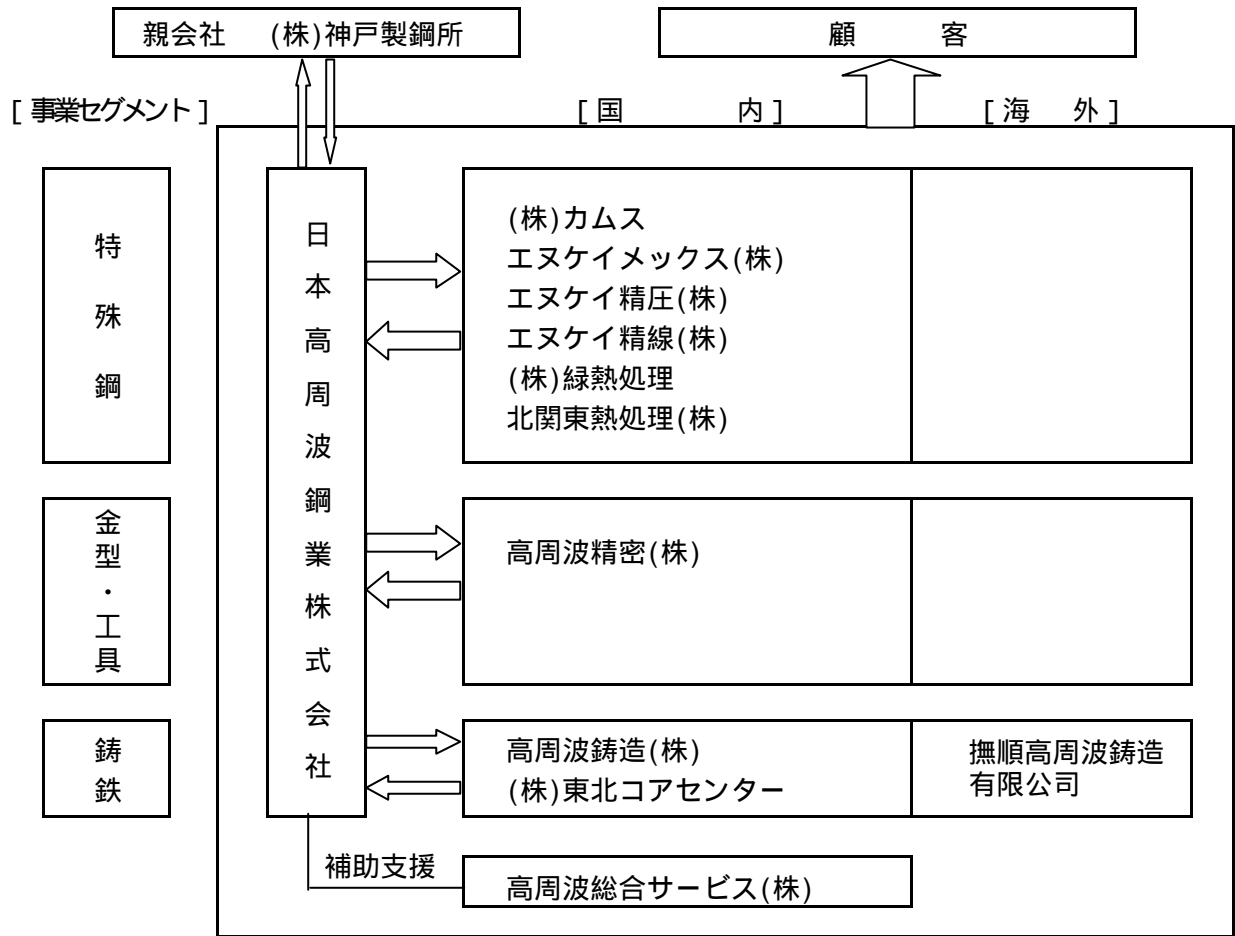 親会社 (株)神戸製鋼所
顧 客
[事業セグメント]
[国 内]
[海 外]
特殊鋼
日本高周波鋼業株式会社
(株)カムス
エヌケイメックス(株)
エヌケイ精圧(株)
エヌケイ精線(株)
(株)緑熱処理
北関東熱処理(株)
金型・工具
高周波精密(株)
鋳鉄
高周波鋳造(株)
(株)東北コアセンター
撫順高周波鋳造
有限公司
補助支援
高周波総合サービス(株)